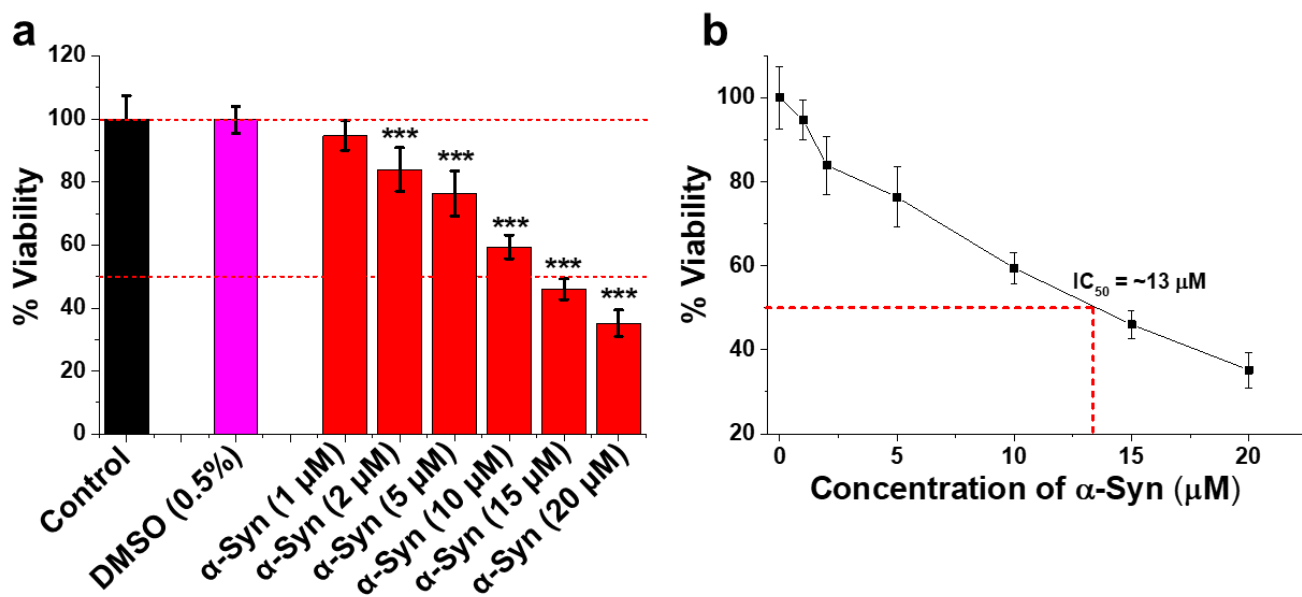 a
% Viability
120
100
80
60
40
20
0
Control
DMSO (0.5%)
α-Syn (1 μM)
α-Syn (2 μM)
α-Syn (5 μM)
α-Syn (10 μM)
α-Syn (15 μM)
α-Syn (20 μM)
***
***
***
***
***
b
% Viability
100
80
60
40
20
IC50 = ~13 μM
0
5
10
15
20
Concentration of α-Syn (μM)